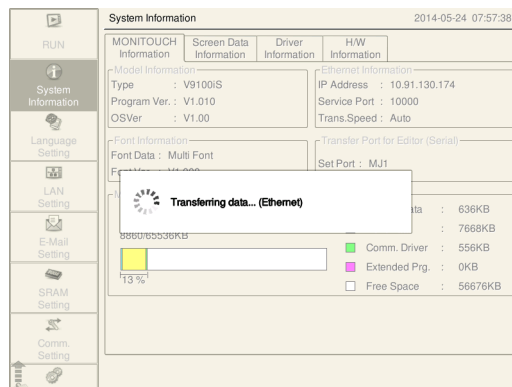 System Information 2014-05-24 07:57:38
RUN
System
Information
Language
Setting
LAN
Setting
E-Mail
Setting
SRAM
Setting
Comm.
Setting
MONITOUCH
Information
Screen Data
Information
Driver
Information
H/W
Information
Model Information
Type : V9100iS
Program Ver. : V1.010
OSVer : V1.00
Ethernet Information
IP Address : 10.91.130.174
Service Port : 10000
Trans.Speed : Auto
Font Information
Font Data : Multi Font
Transfer Port for Editor (Serial)
Set Port : MJ1
Transferring data... (Ethernet)
8860/65536KB
13 %
: 636KB
: 7668KB
Comm. Driver : 556KB
Extended Prg. : 0KB
Free Space : 56676KB